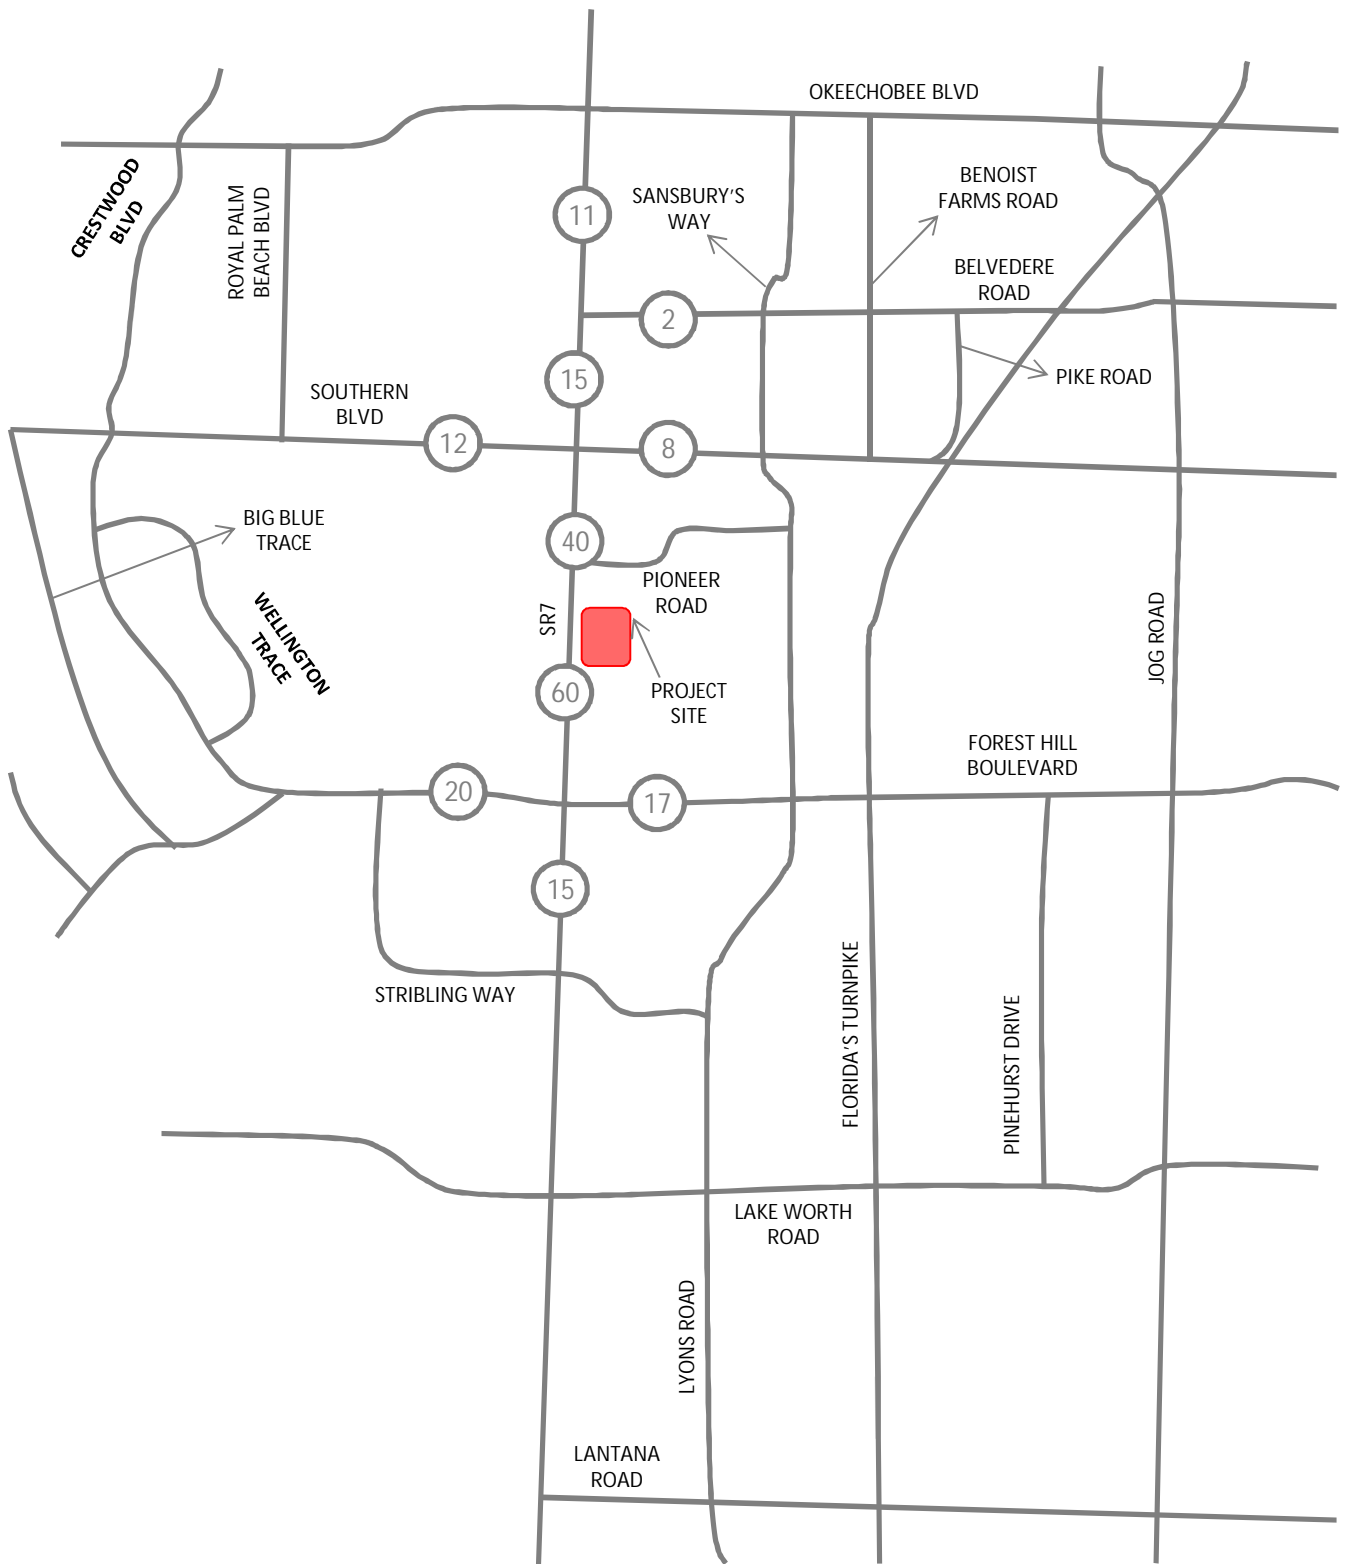 OKEECHOBEE BLVD
CRESTWOOD
BLVD
ROYAL PALM
BEACH BLVD
11
SANSBURY'S
WAY
BENOIST
FARMS ROAD
BELVEDERE
ROAD
2
15
PIKE ROAD
SOUTHERN
BLVD
12
8
BIG BLUE
TRACE
40
PIONEER
ROAD
WELLINGTON
TRACE
SR7
JOG ROAD
60
PROJECT
SITE
FOREST HILL
BOULEVARD
20
17
15
STRIBLING WAY
FLORIDA'S TURNPIKE
PINEHURST DRIVE
LAKE WORTH
ROAD
LYONS ROAD
LANTANA
ROAD